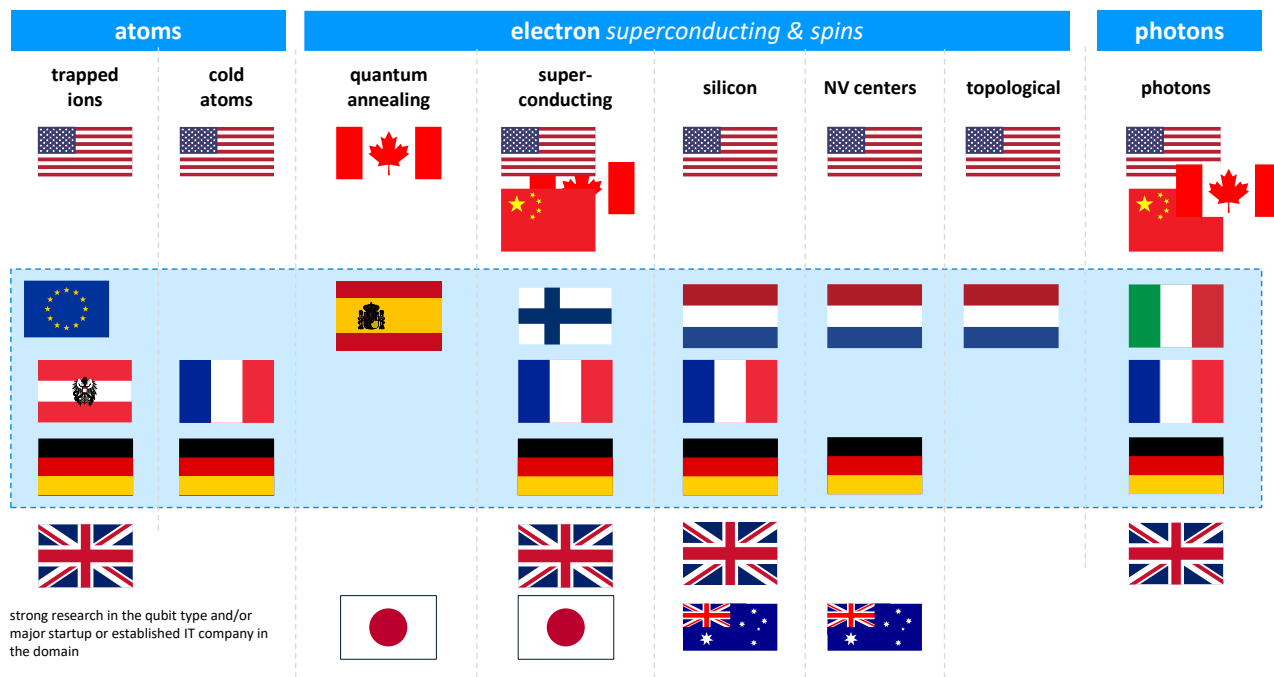 atoms
electron superconducting & spins
photons
trapped
ions
cold
atoms
quantum
annealing
super-
conducting
silicon
NV centers
topological
photons
strong research in the qubit type and/or
major startup or established IT company in
the domain